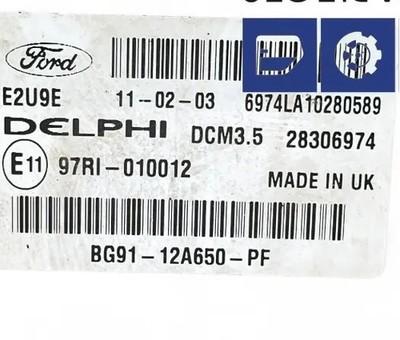 Ford
E2U9E 11-02-03 6974LA10280589
DELPHI DCM3.5 28306974
E11 97RI-010012 MADE IN UK
BG91-12A650-PF